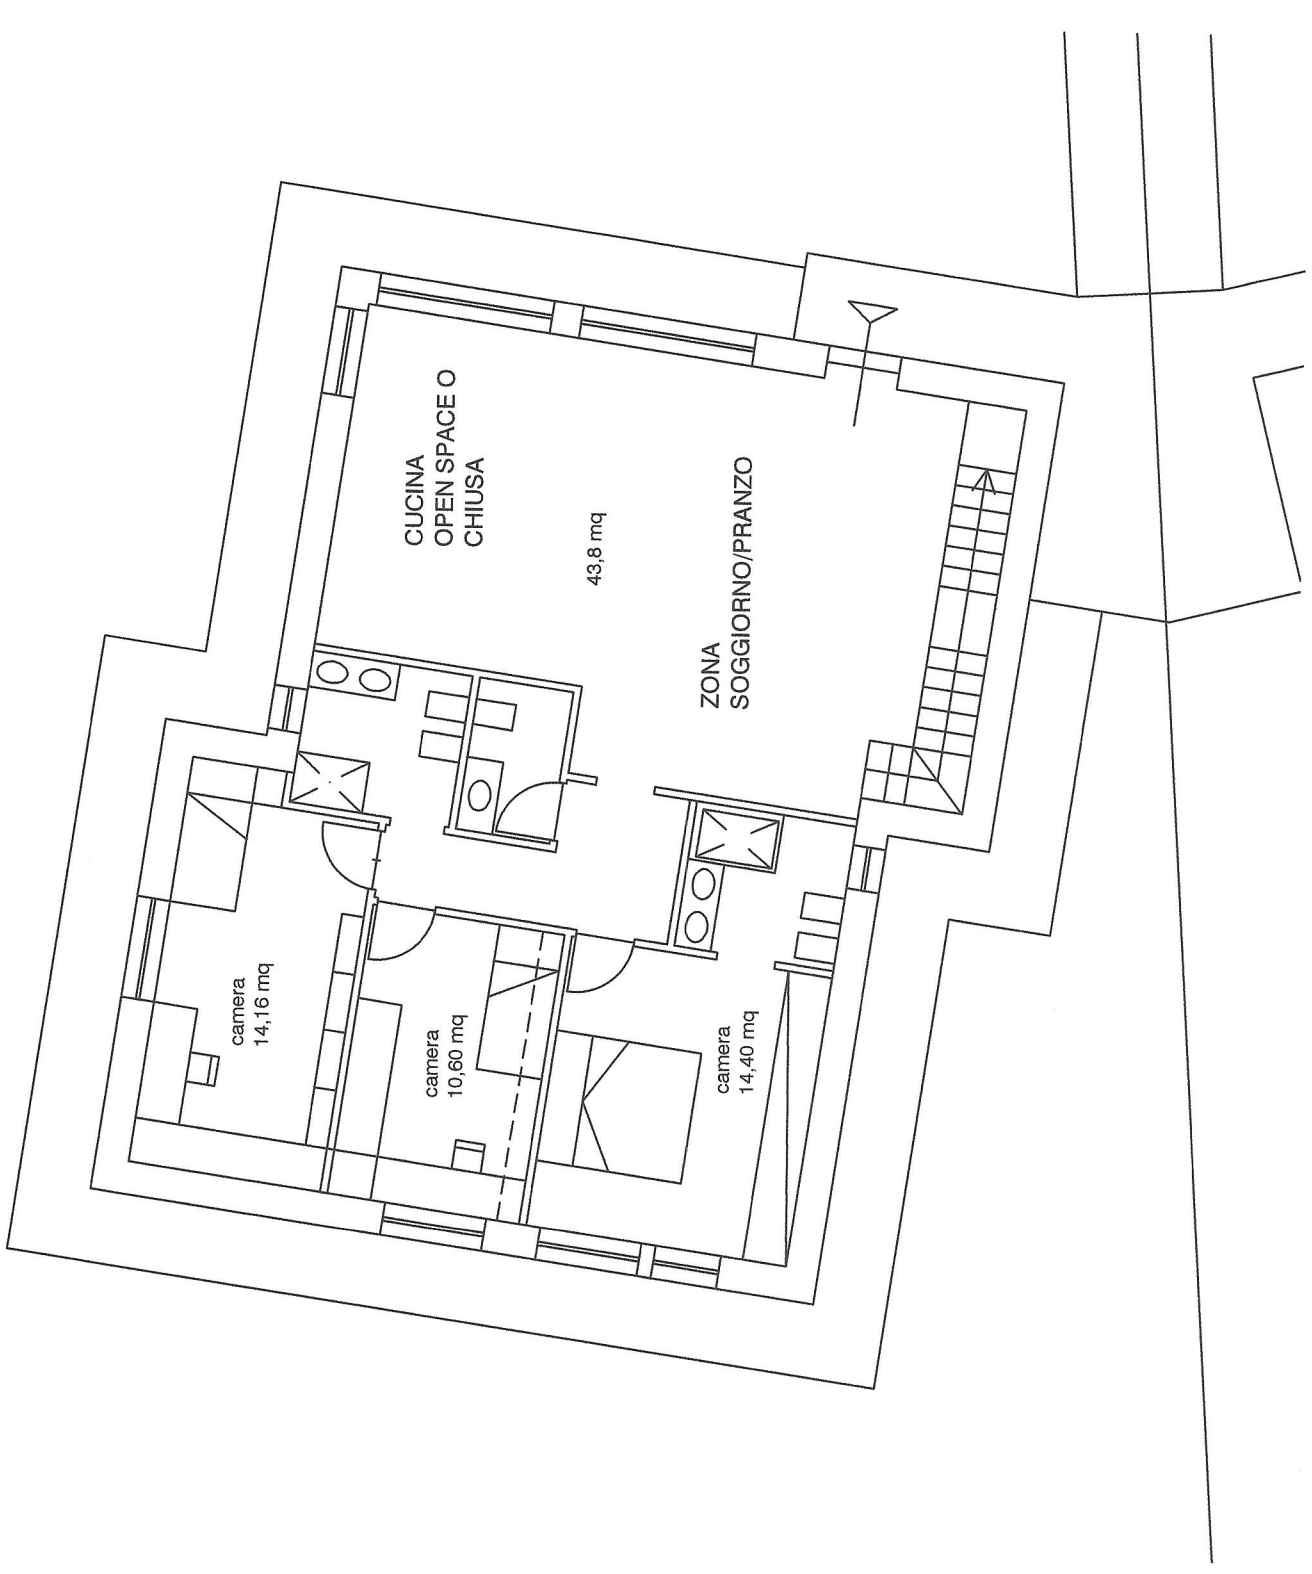 CUCINA
OPEN SPACE O
CHIUSA
43,8 mq
ZONA
SOGGIORNO/PRANZO
camera
14,16 mq
camera
10,60 mq
camera
14,40 mq